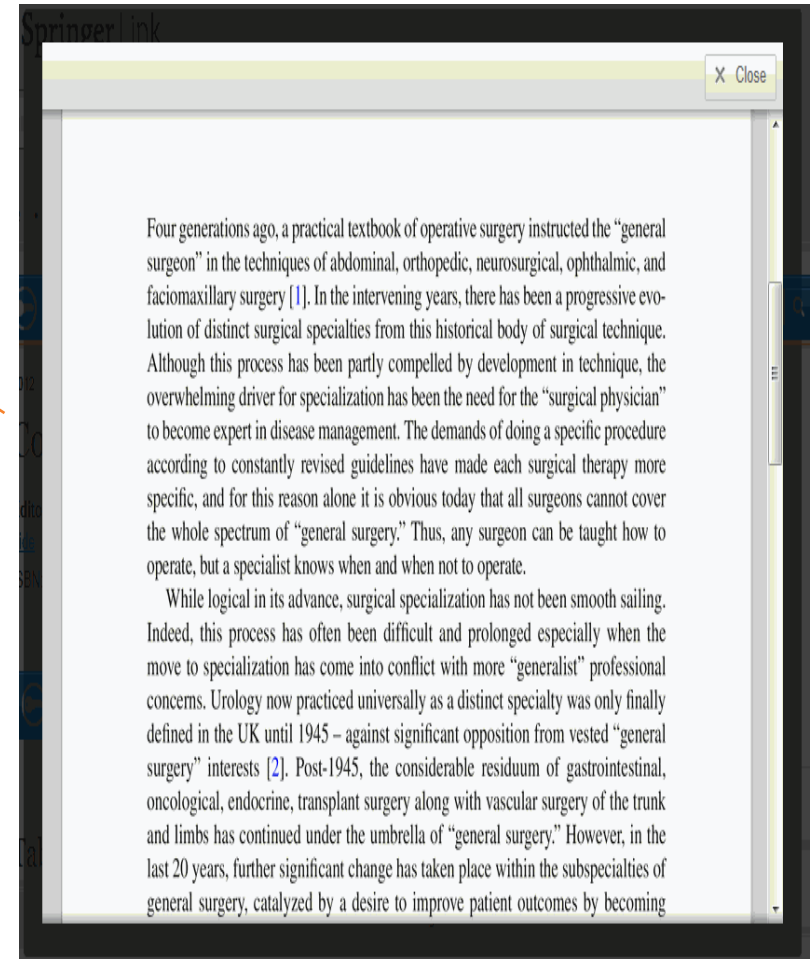 Springer Link
X Close
Four generations ago, a practical textbook of operative surgery instructed the “general
surgeon” in the techniques of abdominal, orthopedic, neurosurgical, ophthalmic, and
faciomaxillary surgery [1]. In the intervening years, there has been a progressive evo-
lution of distinct surgical specialties from this historical body of surgical technique.
Although this process has been partly compelled by development in technique, the
overwhelming driver for specialization has been the need for the “surgical physician”
to become expert in disease management. The demands of doing a specific procedure
according to constantly revised guidelines have made each surgical therapy more
specific, and for this reason alone it is obvious today that all surgeons cannot cover
the whole spectrum of “general surgery.” Thus, any surgeon can be taught how to
operate, but a specialist knows when and when not to operate.
While logical in its advance, surgical specialization has not been smooth sailing.
Indeed, this process has often been difficult and prolonged especially when the
move to specialization has come into conflict with more “generalist” professional
concerns. Urology now practiced universally as a distinct specialty was only finally
defined in the UK until 1945 – against significant opposition from vested “general
surgery” interests [2]. Post-1945, the considerable residuum of gastrointestinal,
oncological, endocrine, transplant surgery along with vascular surgery of the trunk
and limbs has continued under the umbrella of “general surgery.” However, in the
last 20 years, further significant change has taken place within the subspecialties of
general surgery, catalyzed by a desire to improve patient outcomes by becoming